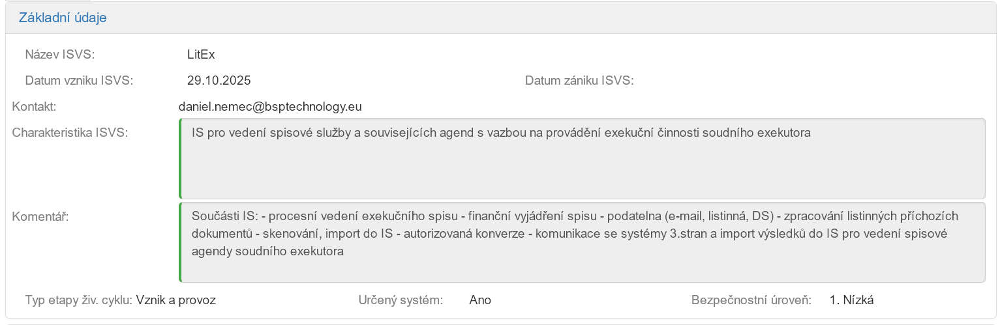 Základní údaje
Název ISVS: LitEx
Datum vzniku ISVS: 29.10.2025 Datum zániku ISVS:
Kontakt: daniel.nemec@bsptechnology.eu
Charakteristika ISVS: IS pro vedení spisové služby a souvisejících agend s vazbou na provádění exekuční činnosti soudního exekutora
Komentář: Součásti IS: - procesní vedení exekučního spisu - finanční vyjádření spisu - podatelna (e-mail, listinná, DS) - zpracování listinných příchozích
dokumentů - skenování, import do IS - autorizovaná konverze - komunikace se systémy 3.stran a import výsledků do IS pro vedení spisové
agendy soudního exekutora
Typ etapy živ. cyklu: Vznik a provoz Určený systém: Ano Bezpečnostní úroveň: 1. Nízká